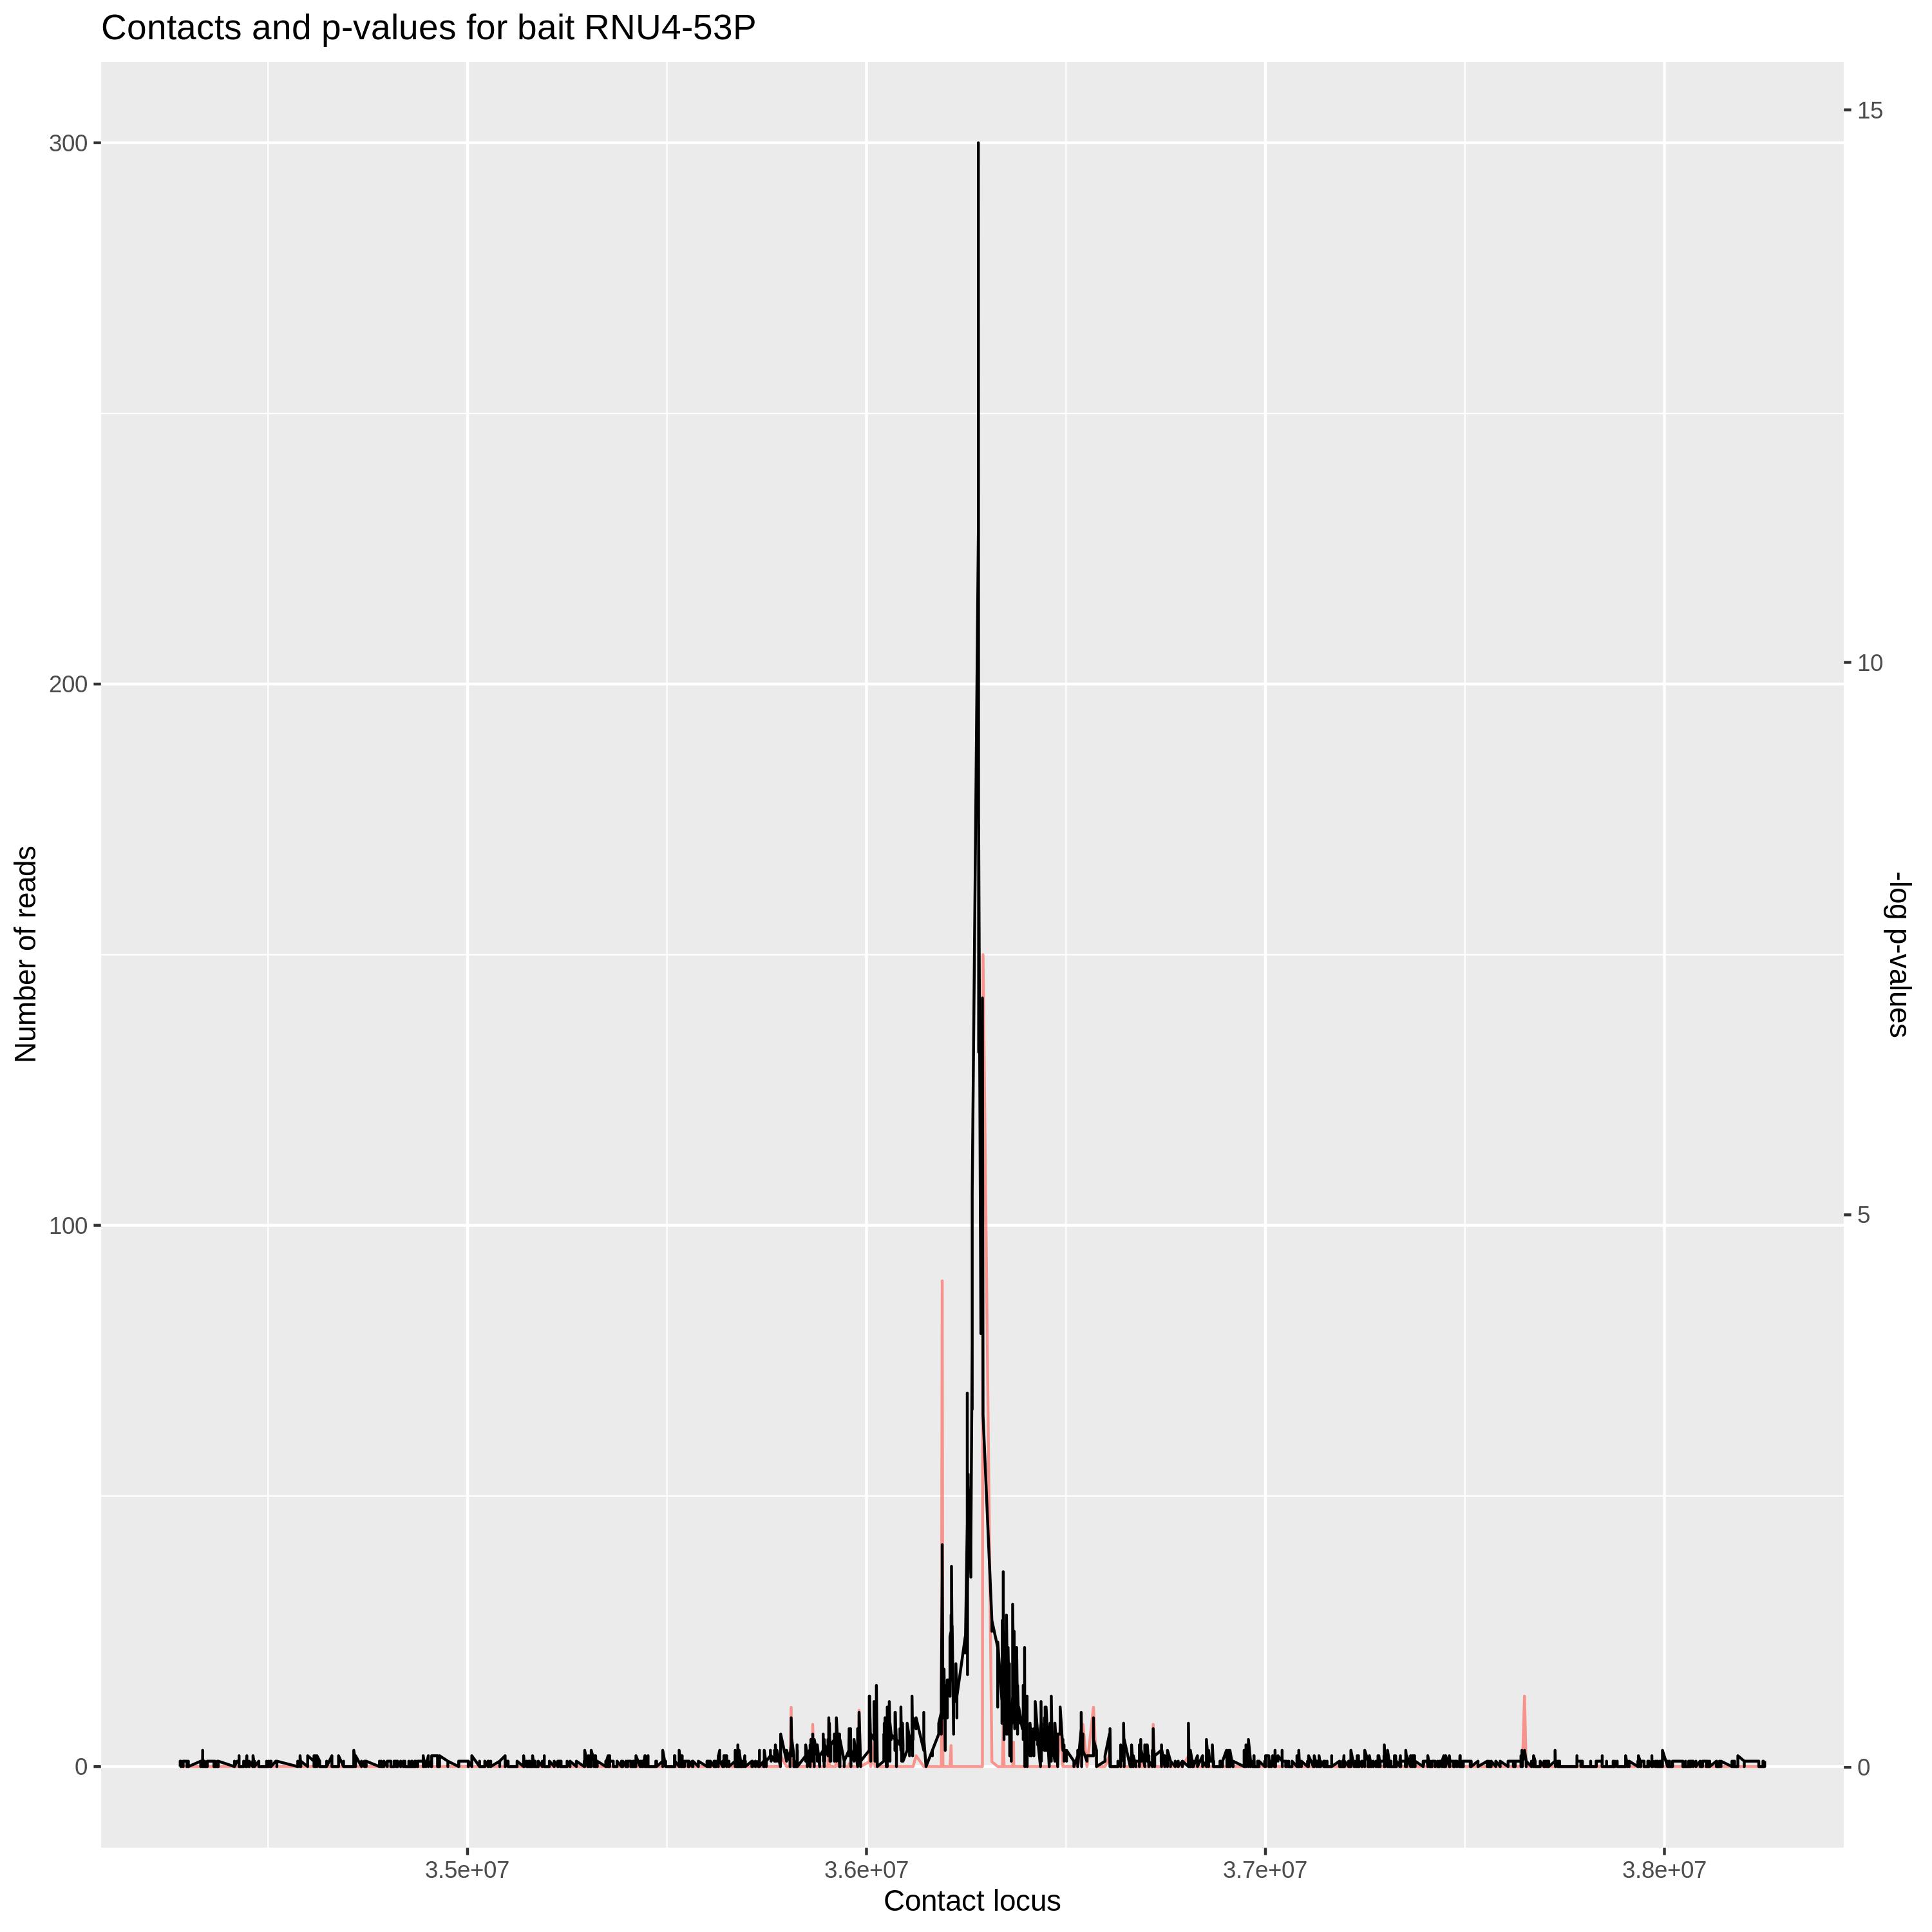 Contacts and p-values for bait RNU4-53P
300
200
100
0
Number of reads
15
10
5
0
-log p-values
3.5e+07
3.6e+07
3.7e+07
3.8e+07
Contact locus